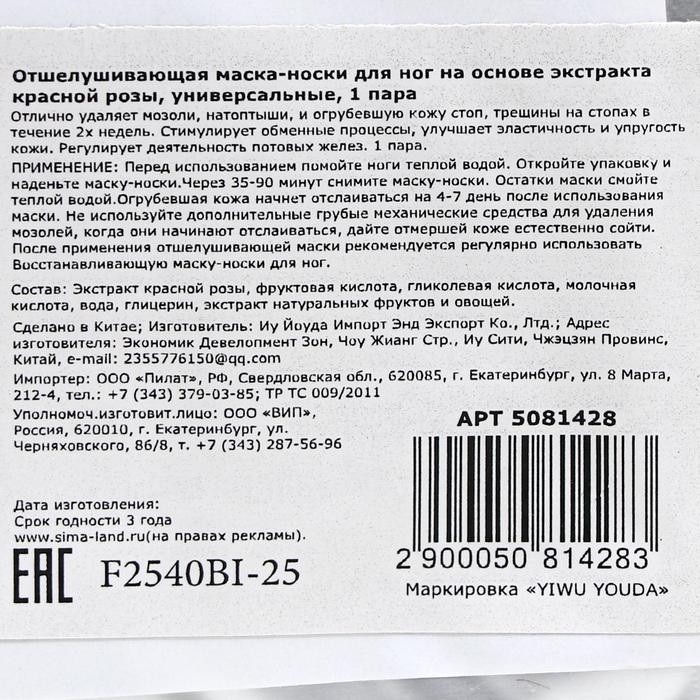 Отшелушивающая маска-носки для ног на основе экстракта
красной розы, универсальные, 1 пара
Отлично удаляет мозоли, натоптыши, и огрубевшую кожу стоп, трещины на стопах в
течение 2х недель. Стимулирует обменные процессы, улучшает эластичность и упругость
кожи. Регулирует деятельность потовых желез. 1 пара.
ПРИМЕНЕНИЕ: Перед использованием помойте ноги теплой водой. Откройте упаковку и
наденьте маску-носки.Через 35-90 минут снимите маску-носки. Остатки маски смойте
теплой водой.Огрубевшая кожа начнет отслаиваться на 4-7 день после использования
маски. Не используйте дополнительные грубые механические средства для удаления
мозолей, когда они начинают отслаиваться, дайте отмершей коже естественно сойти.
После применения отшелушивающей маски рекомендуется регулярно использовать
Восстанавливающую маску-носки для ног.
Состав: Экстракт красной розы, фруктовая кислота, гликолевая кислота, молочная
кислота, вода, глицерин, экстракт натуральных фруктов и овощей.
Сделано в Китае; Изготовитель: Иу Йоуда Импорт Энд Экспорт Ко., Лтд.; Адрес
изготовителя: Экономик Девелопмент Зон, Чоу Жианг Стр., Иу Сити, Чжэцзян Провинс,
Китай, e-mail: 2355776150@qq.com
Импортер: ООО «Пилат», РФ, Свердловская обл., 620085, г. Екатеринбург, ул. 8 Марта,
212-4, тел.: +7 (343) 379-03-85; ТР ТС 009/2011
Уполномоч.изготовит.лицо: ООО «ВИП»,
Россия, 620010, г. Екатеринбург, ул.
Черняховского, 86/8, т. +7 (343) 287-56-96
АРТ 5081428
Дата изготовления:
Срок годности 3 года
www.sima-land.ru(на правах рекламы).
EAC F2540BI-25
2 900050 814283
Маркировка «YIWU YOUDA»